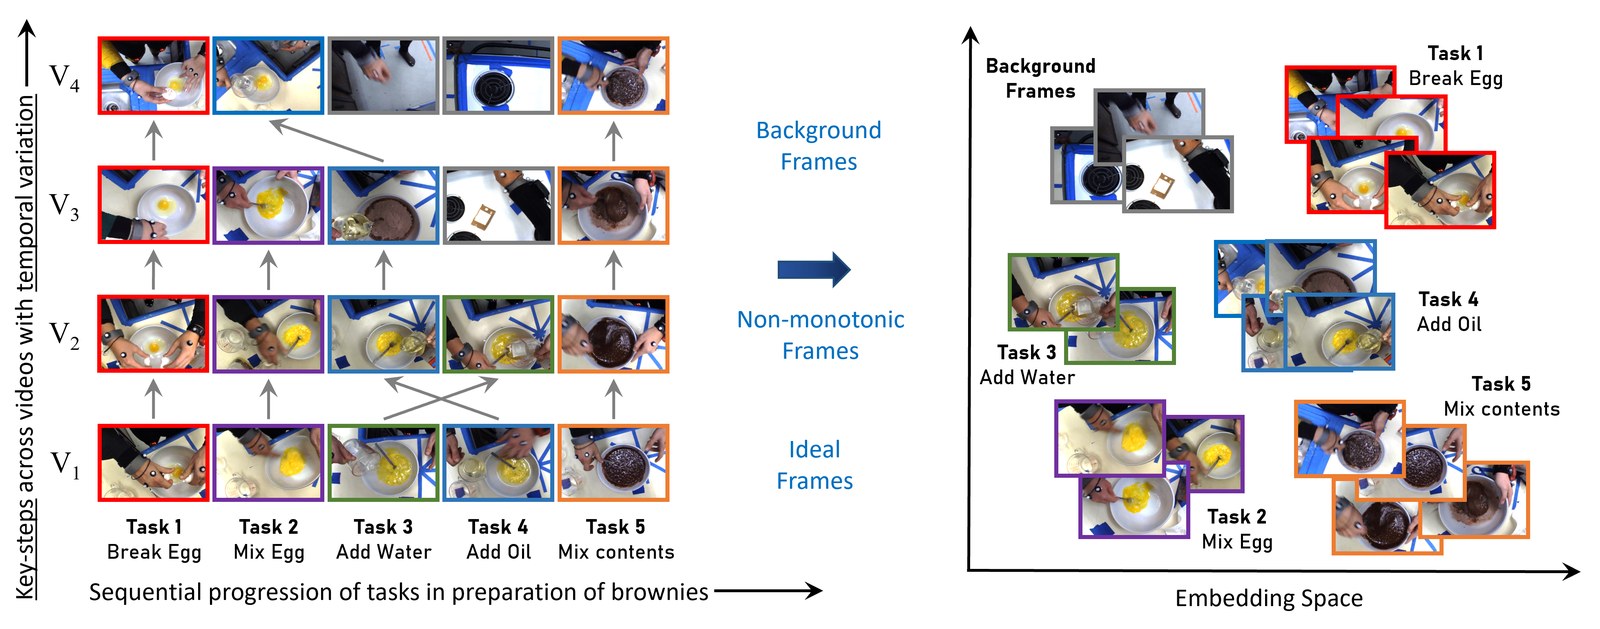 Key-steps across videos with temporal variation
V4
V3
V2
V1
Task 1
Break Egg
Task 2
Mix Egg
Task 3
Add Water
Task 4
Add Oil
Task 5
Mix contents
Sequential progression of tasks in preparation of brownies
Background
Frames
Non-monotonic
Frames
Ideal
Frames
Background
Frames
Task 1
Break Egg
Task 3
Add Water
Task 4
Add Oil
Task 2
Mix Egg
Task 5
Mix contents
Embedding Space